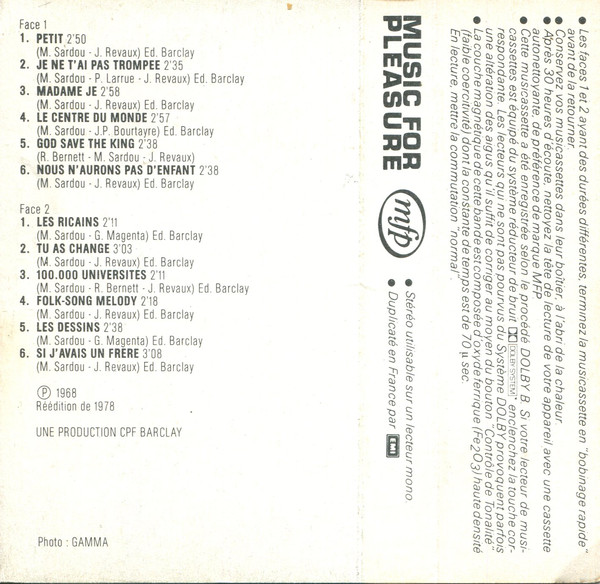 Face 1
1. PETIT 2'50
(M. Sardou - J. Revaux) Ed. Barclay
2. JE NE T'AI PAS TROMPEE 2'35
(M. Sardou - P. Larrue - J. Revaux) Ed. Barclay
3. MADAME JE 2'58
(M. Sardou - J. Revaux) Ed. Barclay
4. LE CENTRE DU MONDE 2'57
(M. Sardou - J.P. Bourtayre) Ed. Barclay
5. GOD SAVE THE KING 2'38
(R. Bernett - M. Sardou - J. Revaux)
6. NOUS N'AURONS PAS D'ENFANT 2'38
(M. Sardou - J. Revaux) Ed. Barclay
Face 2
1. LES RICAINS 2'11
(M. Sardou - G. Magenta) Ed. Barclay
2. TU AS CHANGE 3'03
(M. Sardou - J. Revaux) Ed. Barclay
3. 100.000 UNIVERSITES 2'11
(M. Sardou - R. Bernett - J. Revaux) Ed. Barclay
4. FOLK-SONG MELODY 2'18
(M. Sardou - J. Revaux) Ed. Barclay
5. LES DESSINS 2'38
(M. Sardou - G. Magenta) Ed. Barclay
6. SI J'AVAIS UN FRÈRE 3'08
(M. Sardou - J. Revaux) Ed. Barclay
Ⓟ 1968
Réédition de 1978
UNE PRODUCTION CPF BARCLAY
Photo : GAMMA
MUSIC FOR
PLEASURE
mfp
• Stéréo utilisable sur un lecteur mono.
• Dupliqué en France par EMI
• Les faces 1 et 2 ayant des durées différentes, terminez la musicassette en "bobinage rapide"
avant de la retourner.
• Conservez vos musicassettes dans leur boîtier, à l'abri de la chaleur.
• Après 30 heures d'écoute, nettoyez la tête de lecture de votre appareil avec une cassette
autonettoyante, de préférence de marque MFP.
• Cette musicassette a été enregistrée selon le procédé DOLBY B. Si votre lecteur de musi-
cassettes est équipé du système réducteur de bruit DOLBY SYSTEM, enclenchez la touche cor-
respondante. Les lecteurs qui ne sont pas pourvus du Système DOLBY provoquent parfois
une altération des aigus qu'il suffit de corriger au moyen du bouton "Contrôle de Tonalité"
• La couche magnétique de cette bande est composée d'oxyde ferrique (Fe2O3) haute densité
(faible coercitivité) dont la constante de temps est de 70 µ sec.
En lecture, mettre la commutation "normal".